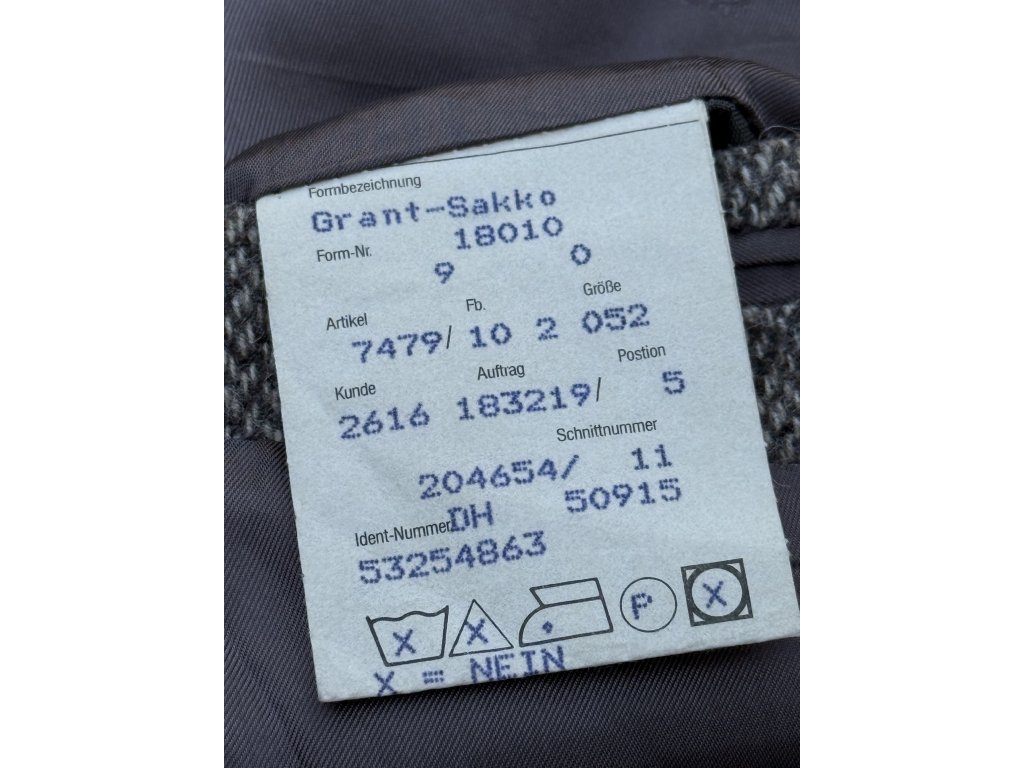 Formbezeichnung
Grant-Sakko
Form-Nr. 18010
9 0
Artikel Fb. Größe
7479/ 10 2 052
Kunde Auftrag Postion
2616 183219/ 5
Schnittnummer
204654/ 11
DH 50915
Ident-Nummer
53254863
X X P X
X = NEIN